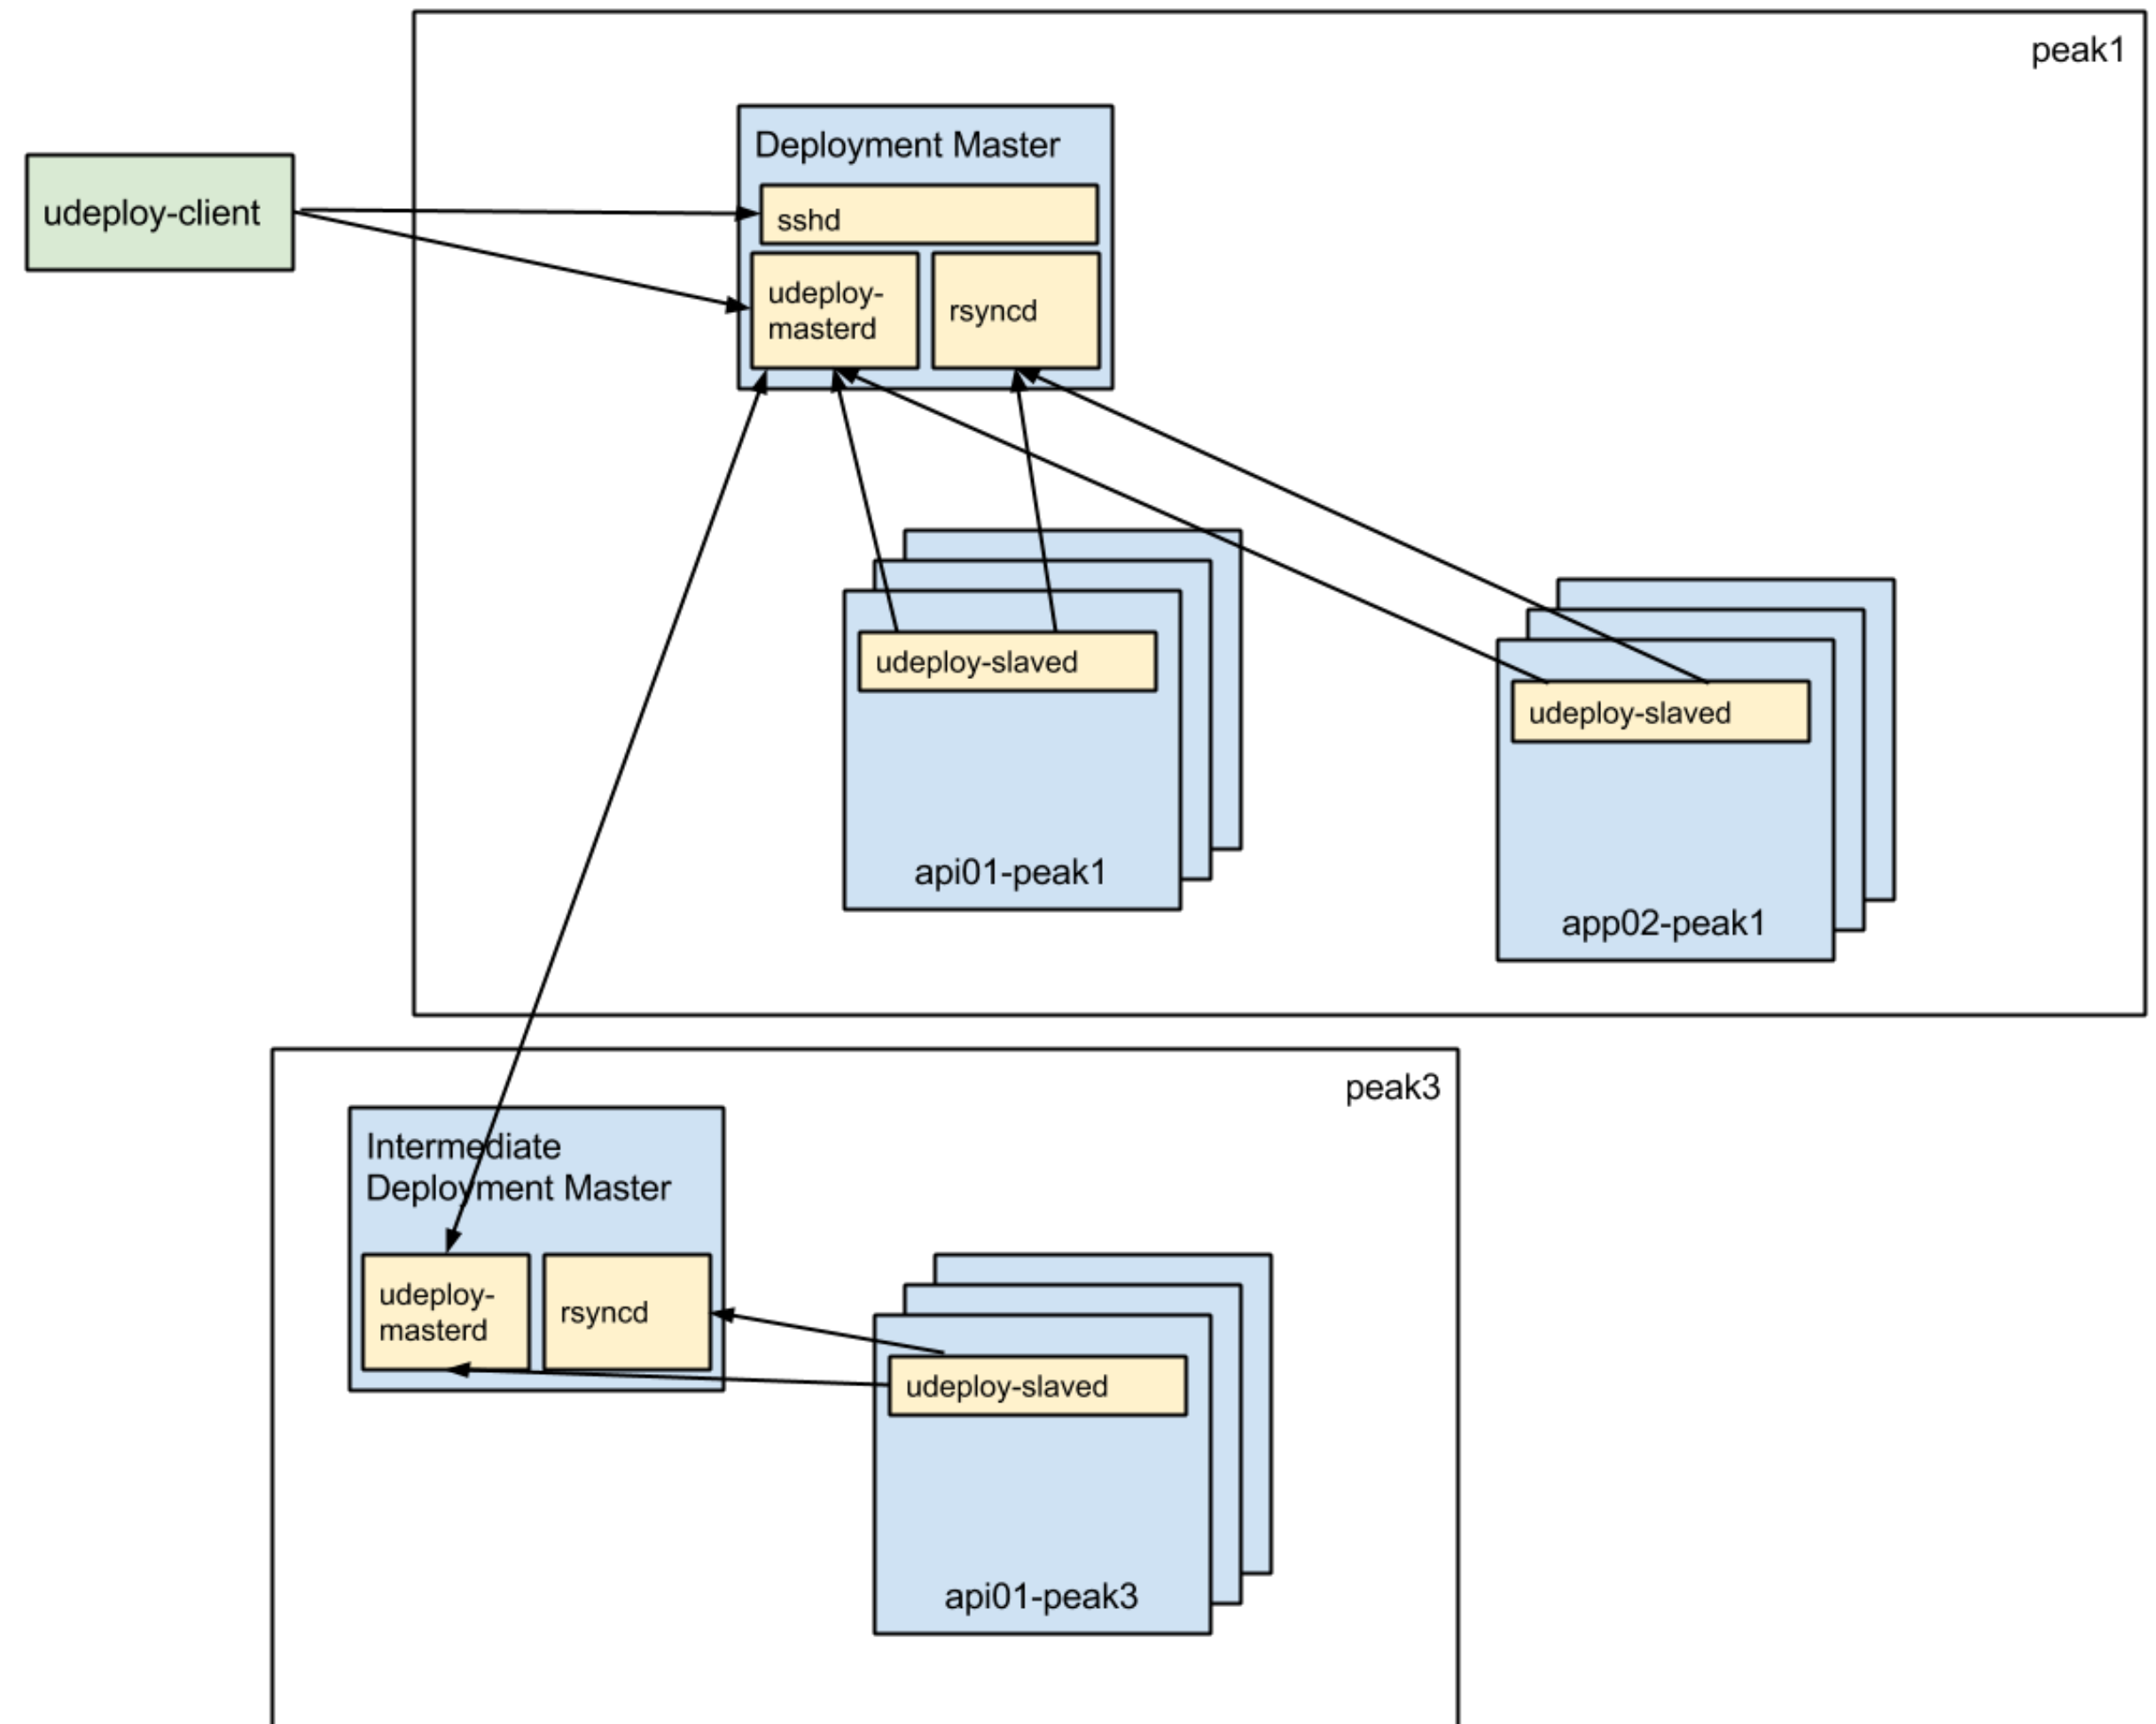 peak1
Deployment Master
udeploy-client
sshd
udeploy-
masterd
rsyncd
udeploy-slaved
udeploy-slaved
api01-peak1
app02-peak1
peak3
Intermediate
Deployment Master
udeploy-
masterd
rsyncd
udeploy-slaved
api01-peak3